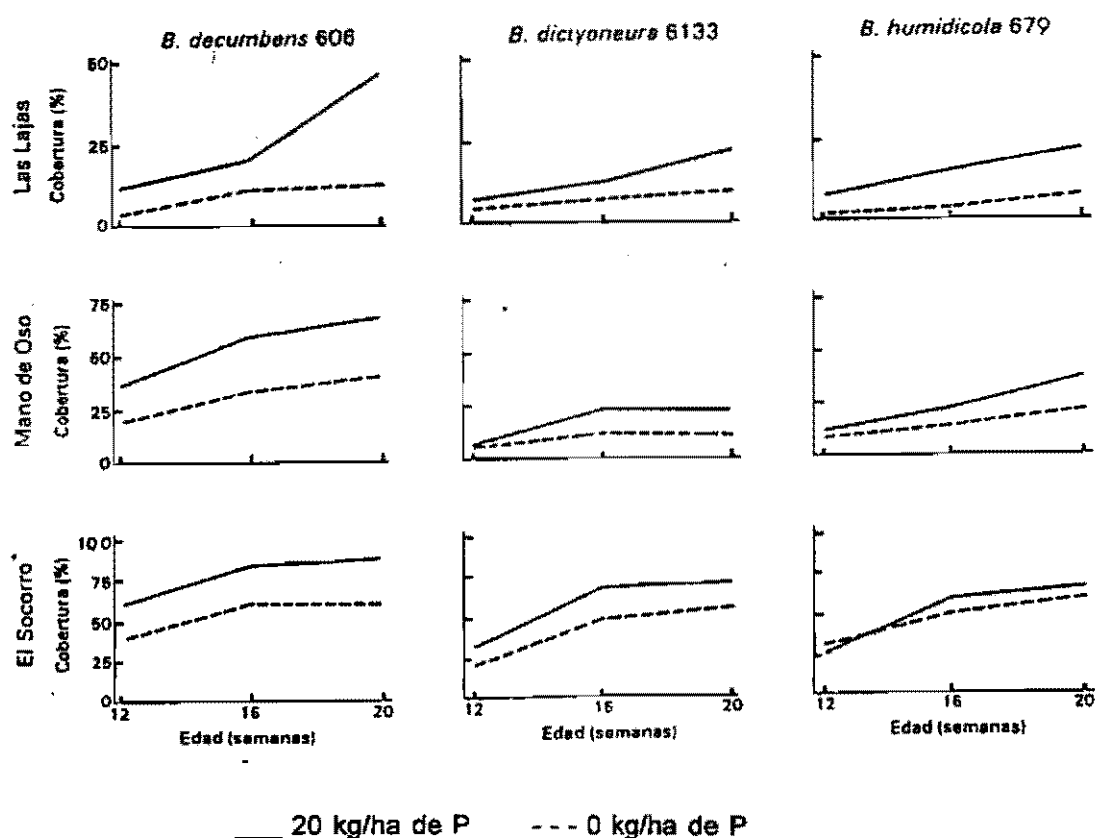 B. decumbens 606
B. dictyoneura 6133
B. humidicola 679
Las Lajas
Cobertura (%)
50
25
0
Mano de Oso
Cobertura (%)
75
50
25
0
El Socorro
Cobertura (%)
100
75
50
25
0
12 16 20
Edad (semanas)
12 16 20
Edad (semanas)
12 16 20
Edad (semanas)
20 kg/ha de P --- 0 kg/ha de P